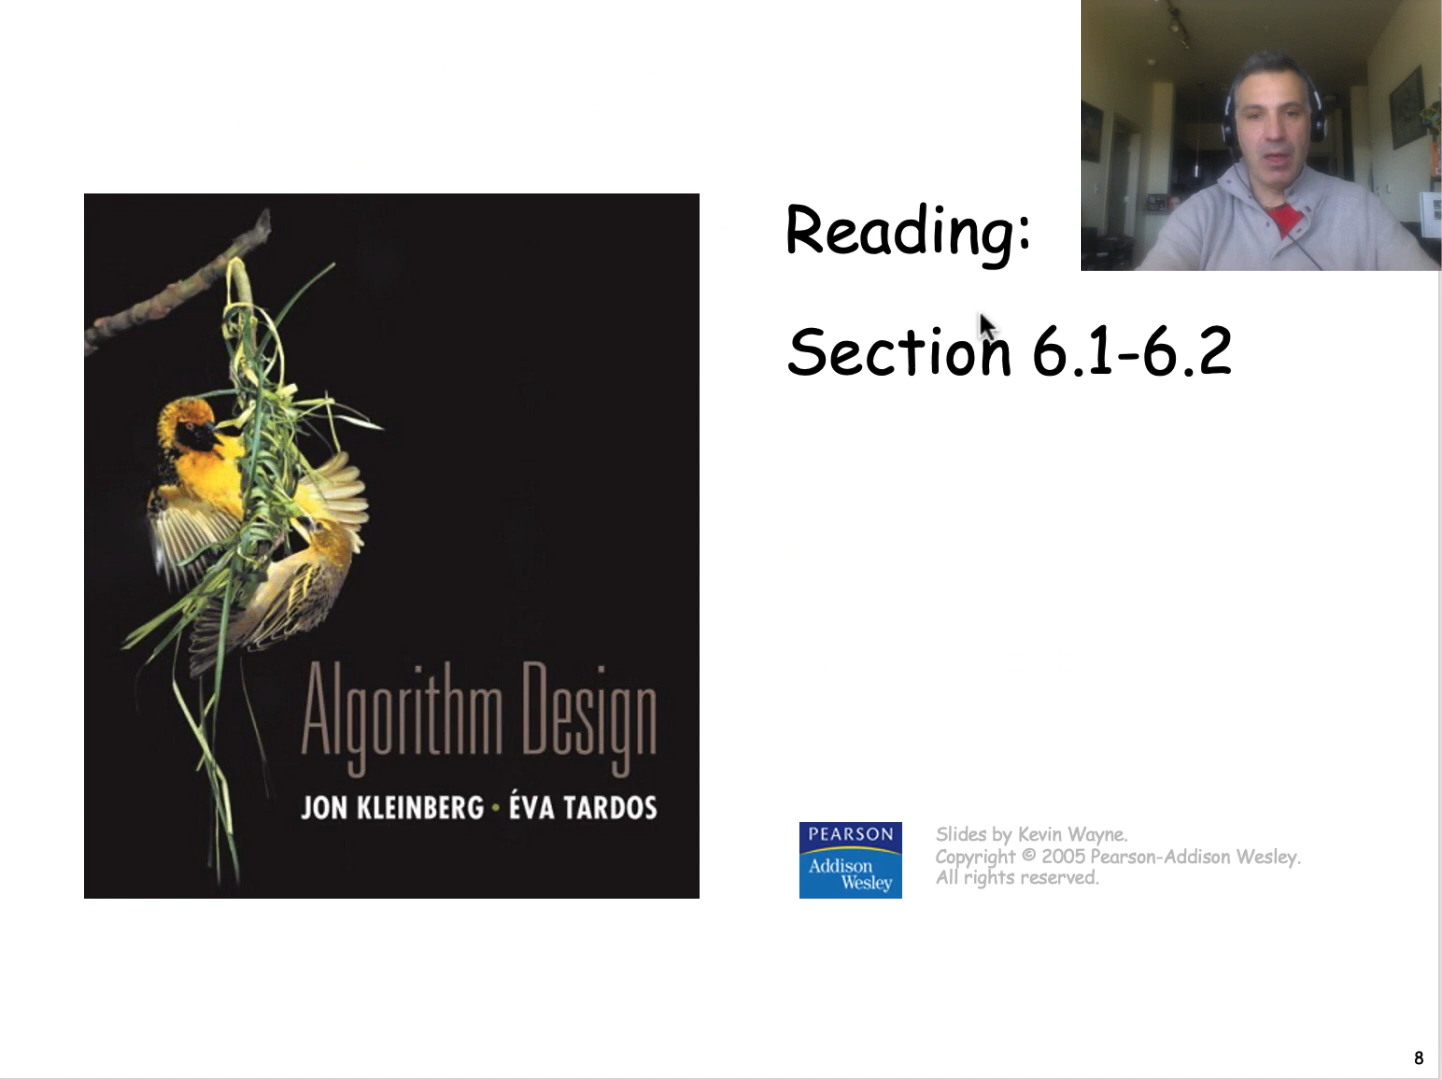 Reading:
Section 6.1-6.2
Algorithm Design
JON KLEINBERG • ÉVA TARDOS
PEARSON
Addison
Wesley
Slides by Kevin Wayne.
Copyright © 2005 Pearson-Addison Wesley.
All rights reserved.
8